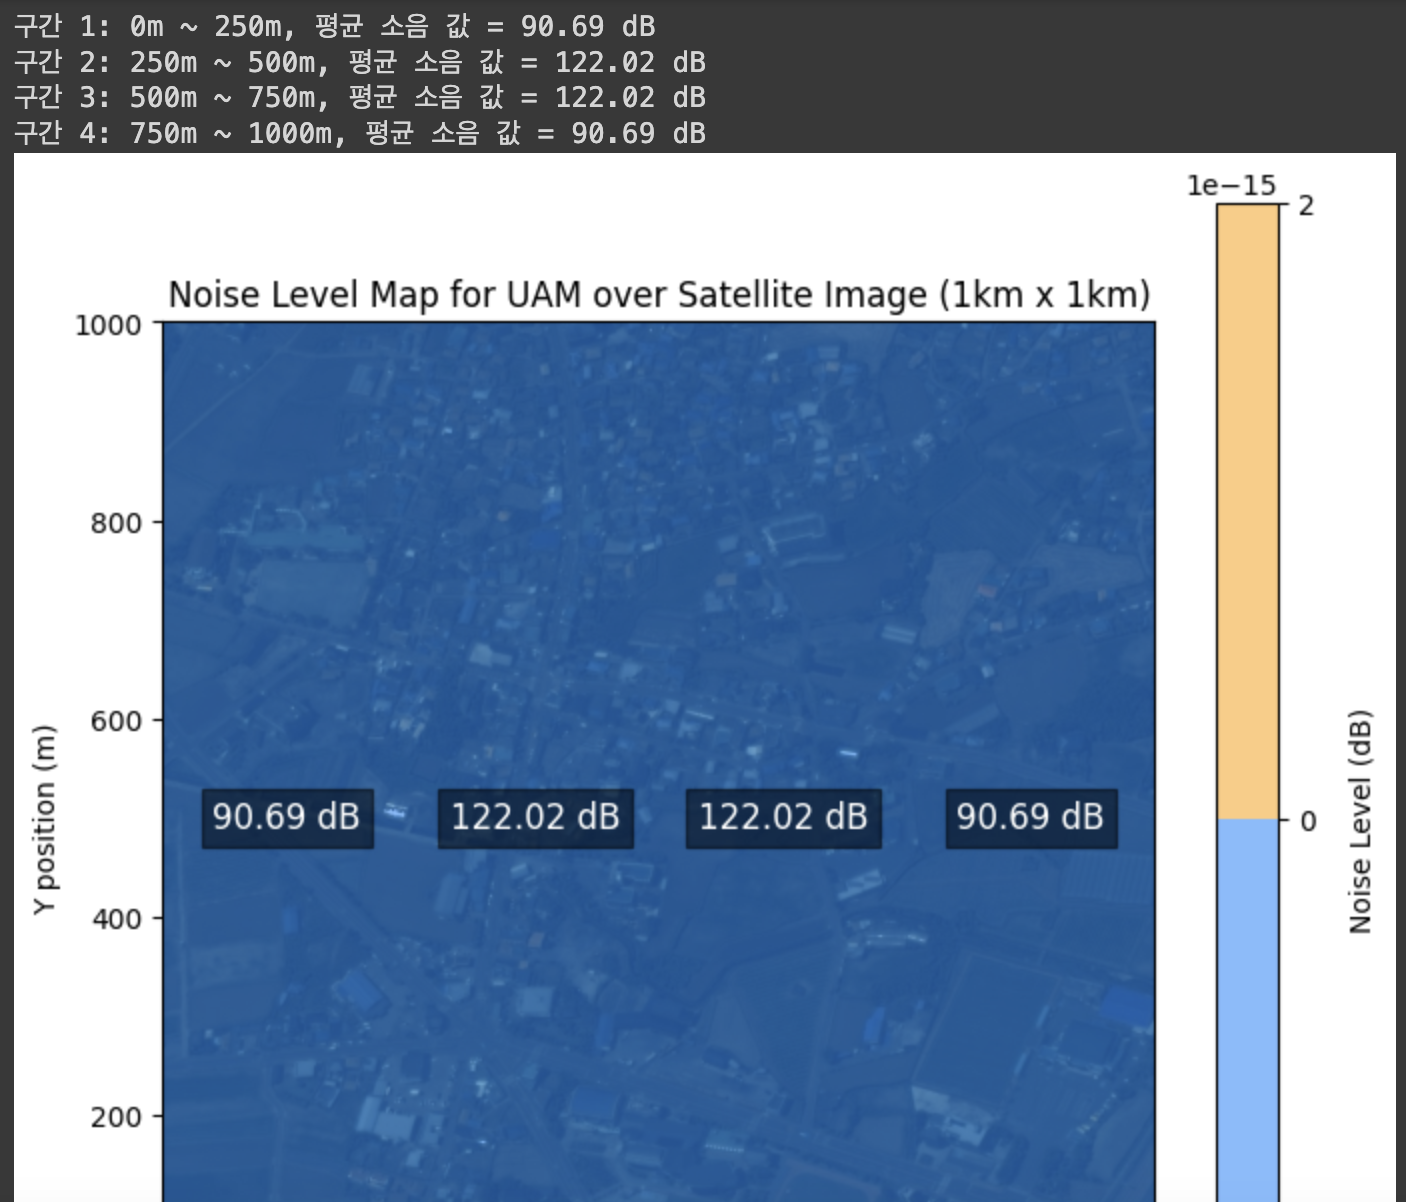 구간 1: 0m ~ 250m, 평균 소음 값 = 90.69 dB
구간 2: 250m ~ 500m, 평균 소음 값 = 122.02 dB
구간 3: 500m ~ 750m, 평균 소음 값 = 122.02 dB
구간 4: 750m ~ 1000m, 평균 소음 값 = 90.69 dB
1e−15
2
Noise Level Map for UAM over Satellite Image (1km x 1km)
1000
800
600
400
200
Y position (m)
90.69 dB
122.02 dB
122.02 dB
90.69 dB
0
Noise Level (dB)